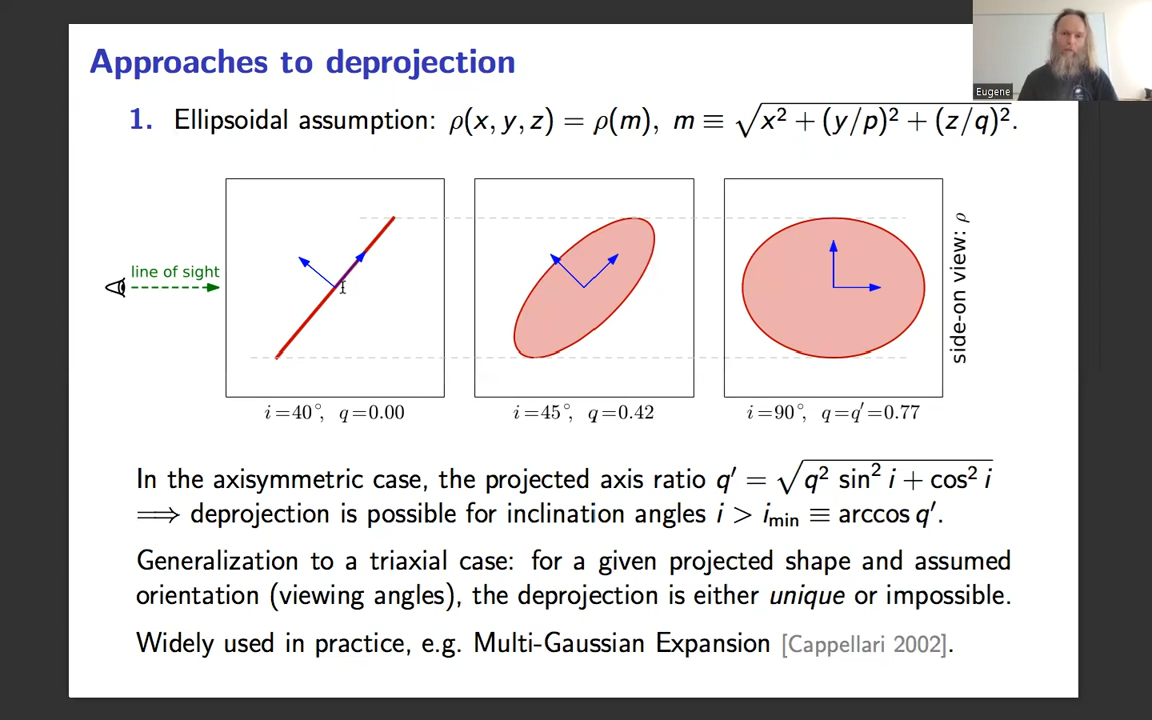 Approaches to deprojection
Eugene
1. Ellipsoidal assumption: ρ(x, y, z) = ρ(m), m ≡ √x² + (y/p)² + (z/q)².
line of sight
side-on view: ρ
i=40°, q=0.00
i=45°, q=0.42
i=90°, q=q′=0.77
In the axisymmetric case, the projected axis ratio q′ = √q² sin² i + cos² i
⟹ deprojection is possible for inclination angles i > i_min ≡ arccos q′.
Generalization to a triaxial case: for a given projected shape and assumed
orientation (viewing angles), the deprojection is either unique or impossible.
Widely used in practice, e.g. Multi-Gaussian Expansion [Cappellari 2002].